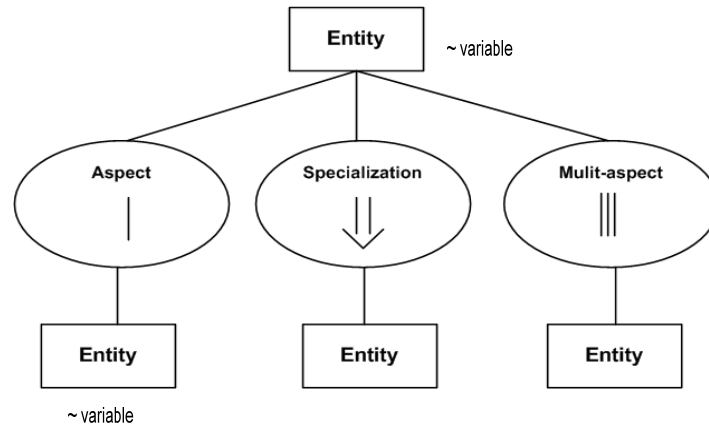 Entity
~ variable
Aspect
Specialization
Mulit-aspect
Entity
Entity
Entity
~ variable